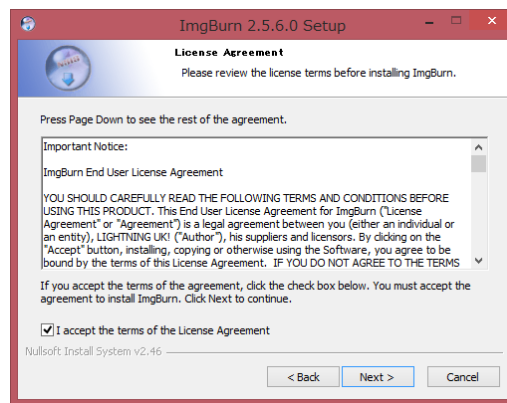 ImgBurn 2.5.6.0 Setup
License Agreement
Please review the license terms before installing ImgBurn.
Press Page Down to see the rest of the agreement.
Important Notice:
ImgBurn End User License Agreement
YOU SHOULD CAREFULLY READ THE FOLLOWING TERMS AND CONDITIONS BEFORE
USING THIS PRODUCT. This End User License Agreement for ImgBurn ("License
Agreement" or "Agreement") is a legal agreement between you (either an individual or
an entity), LIGHTNING UK! ("Author"), his suppliers and licensors. By clicking on the
"Accept" button, installing, copying or otherwise using the Software, you agree to be
bound by the terms of this License Agreement.  IF YOU DO NOT AGREE TO THE TERMS
If you accept the terms of the agreement, click the check box below. You must accept the
agreement to install ImgBurn. Click Next to continue.
I accept the terms of the License Agreement
Nullsoft Install System v2.46
< Back Next > Cancel